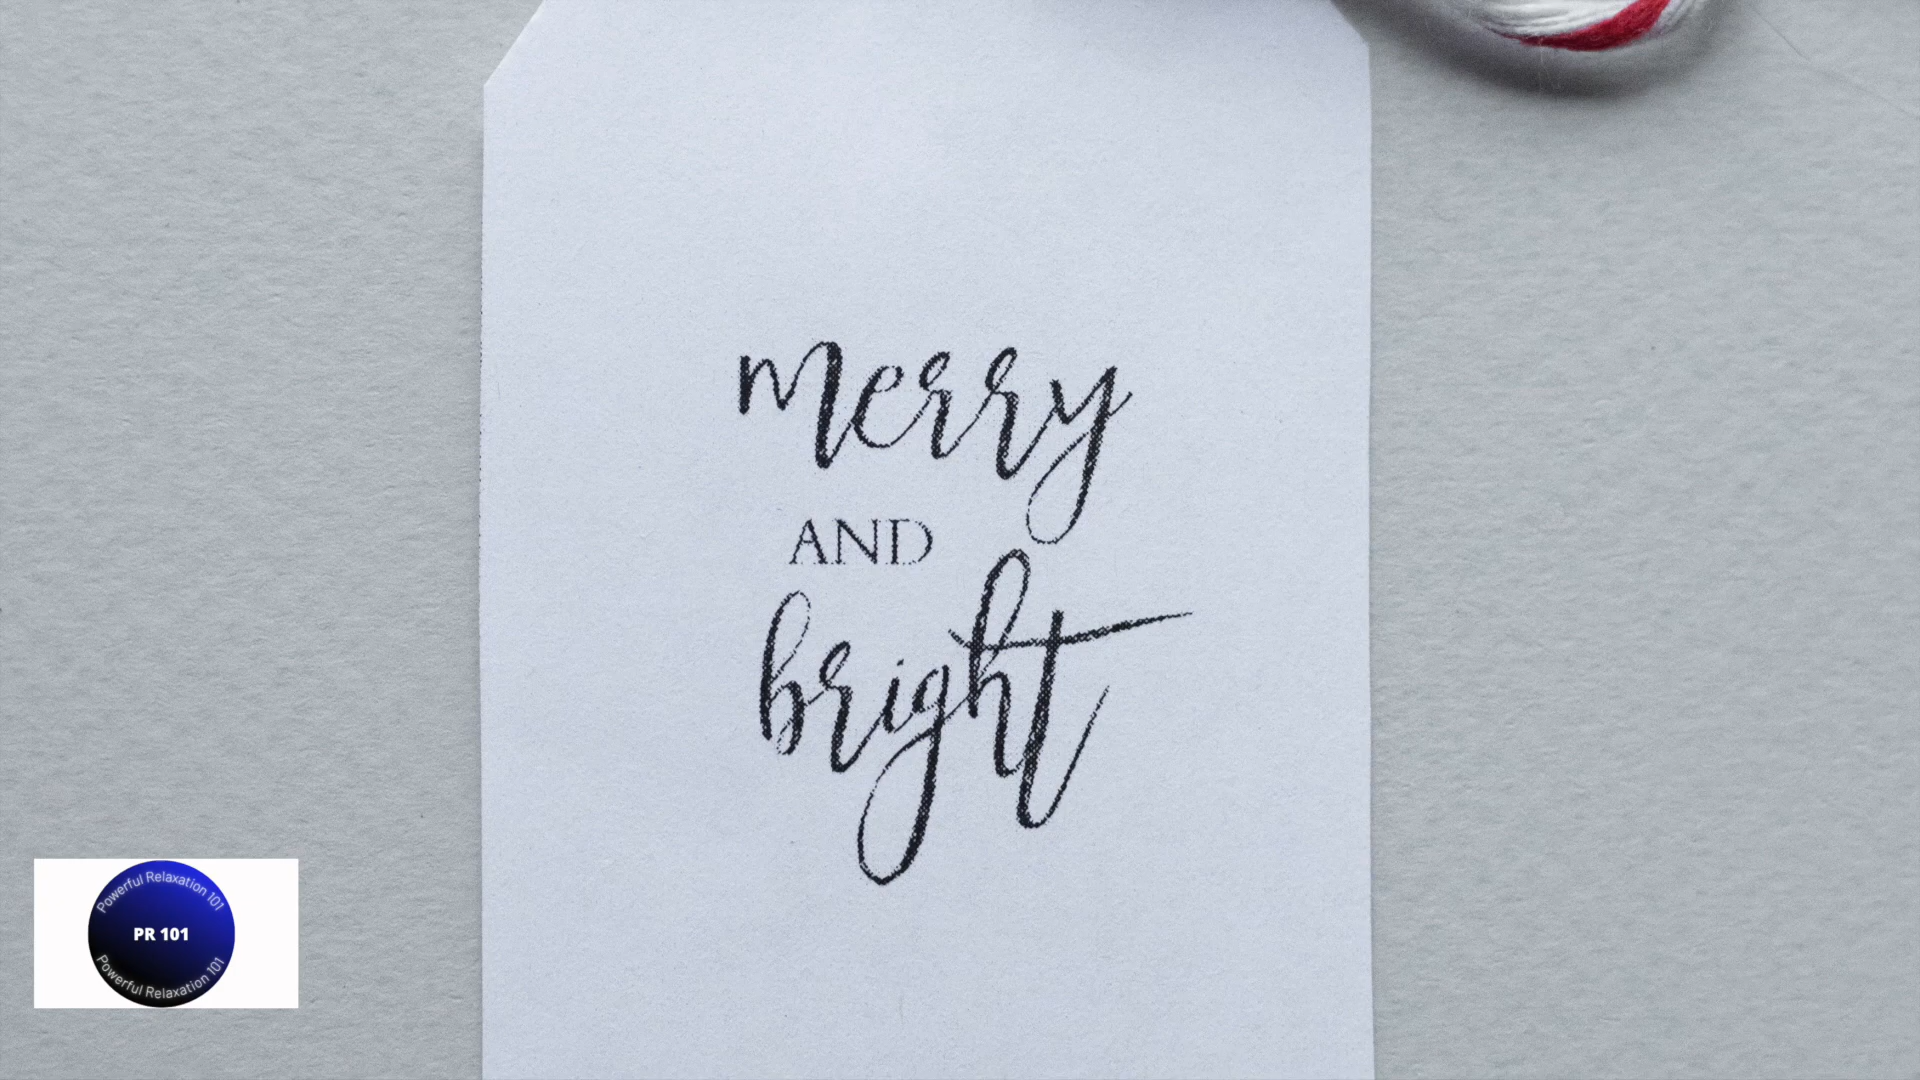 merry
AND
bright
Powerful Relaxation 101
PR 101
Powerful Relaxation 101